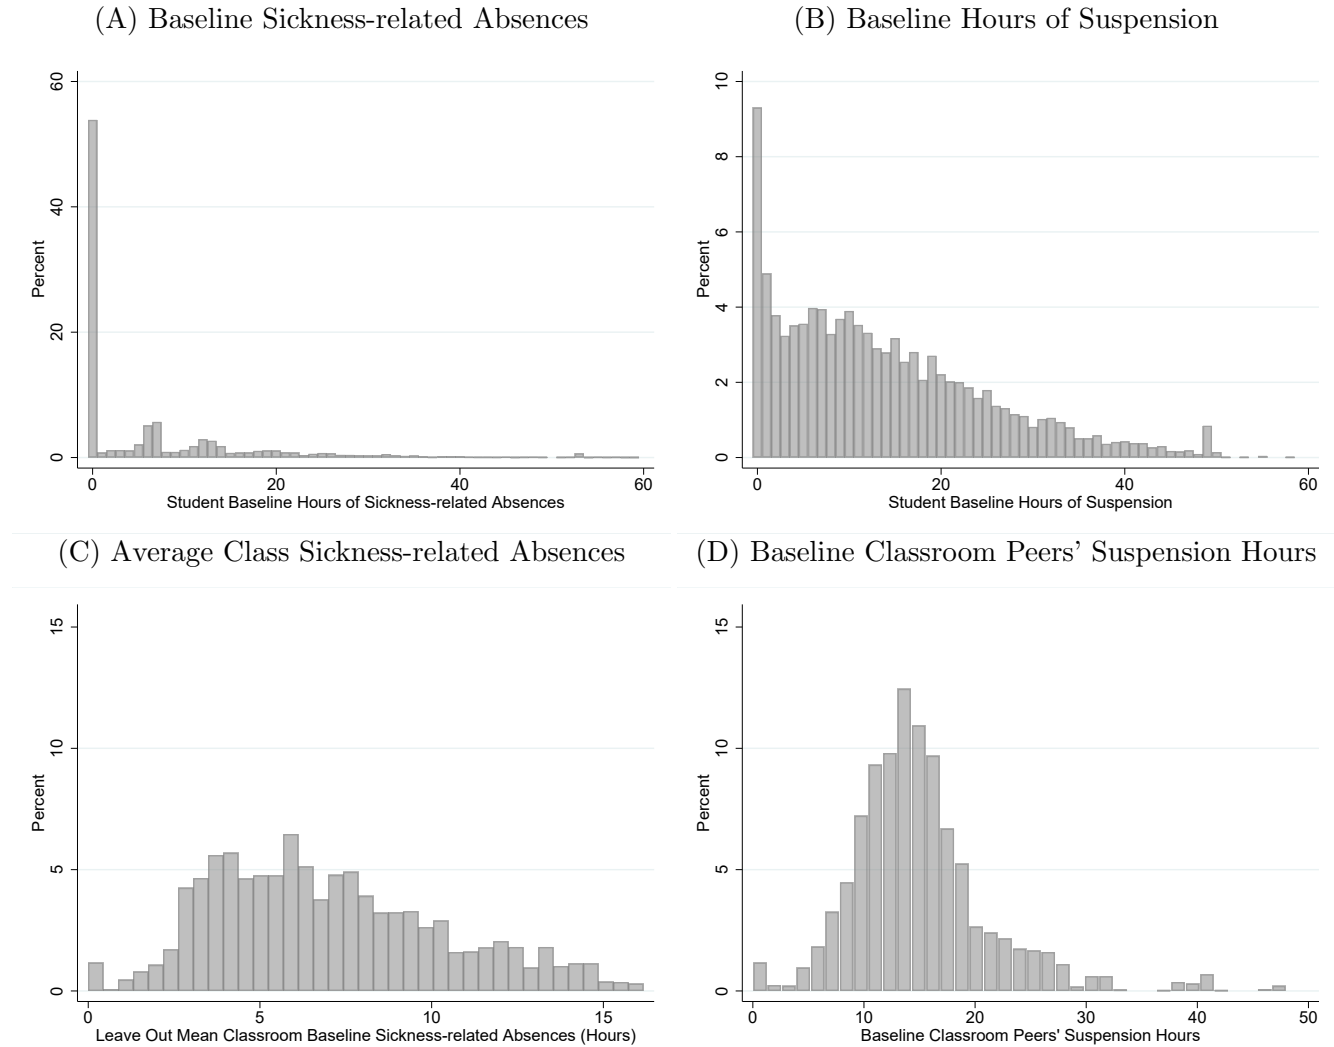 (A) Baseline Sickness-related Absences
Percent
60
40
20
0
0 20 40 60
Student Baseline Hours of Sickness-related Absences
(B) Baseline Hours of Suspension
Percent
10
8
6
4
2
0
0 20 40 60
Student Baseline Hours of Suspension
(C) Average Class Sickness-related Absences
Percent
15
10
5
0
0 5 10 15
Leave Out Mean Classroom Baseline Sickness-related Absences (Hours)
(D) Baseline Classroom Peers' Suspension Hours
Percent
15
10
5
0
0 10 20 30 40 50
Baseline Classroom Peers' Suspension Hours